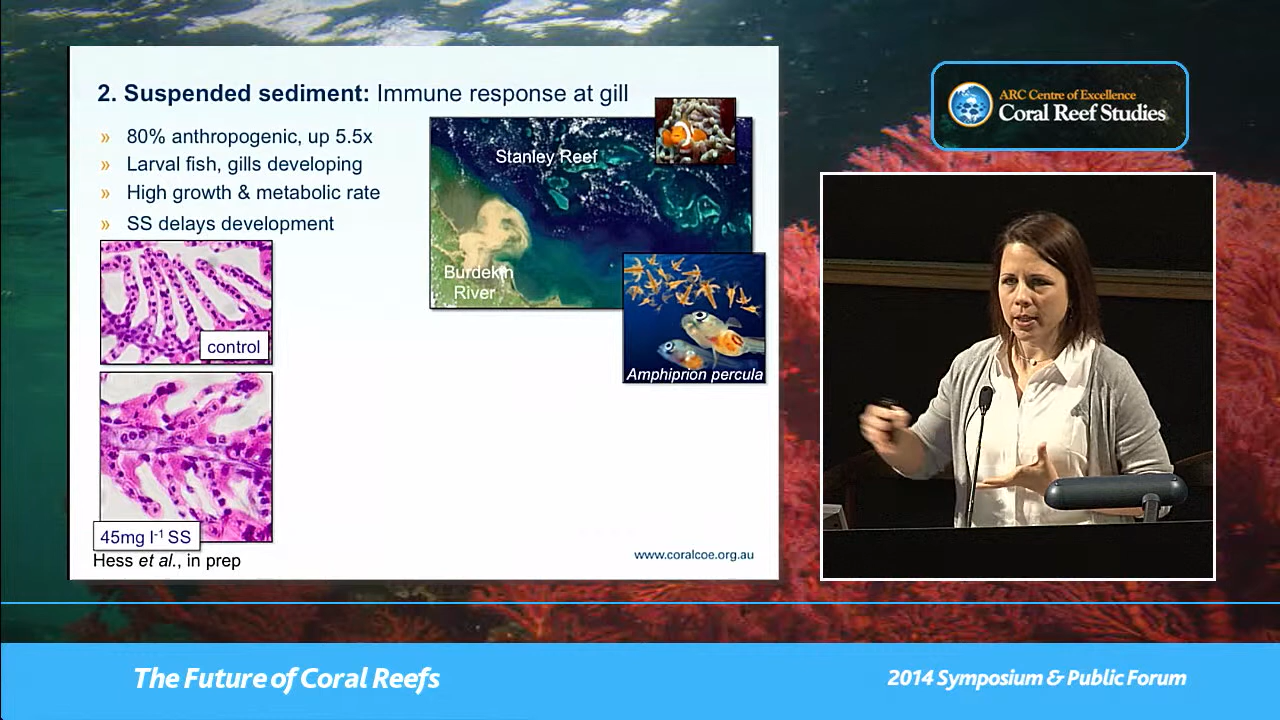 2. Suspended sediment: Immune response at gill
» 80% anthropogenic, up 5.5x
» Larval fish, gills developing
» High growth & metabolic rate
» SS delays development
Stanley Reef
Burdekin
River
Amphiprion percula
control
45mg l⁻¹ SS
Hess et al., in prep
www.coralcoe.org.au
ARC Centre of Excellence
Coral Reef Studies
The Future of Coral Reefs
2014 Symposium & Public Forum